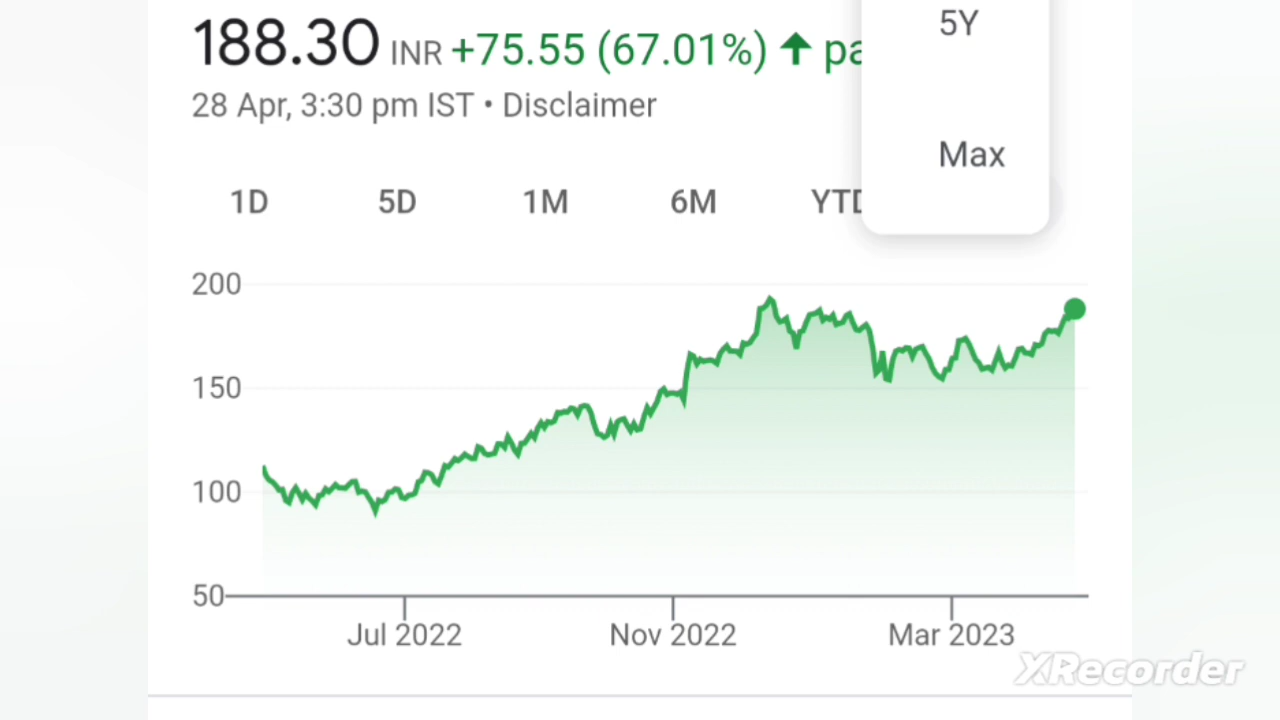 5Y
188.30 INR +75.55 (67.01%) ↑ pa
28 Apr, 3:30 pm IST • Disclaimer
Max
1D 5D 1M 6M YTD
200
150
100
50
Jul 2022 Nov 2022 Mar 2023
XRecorder